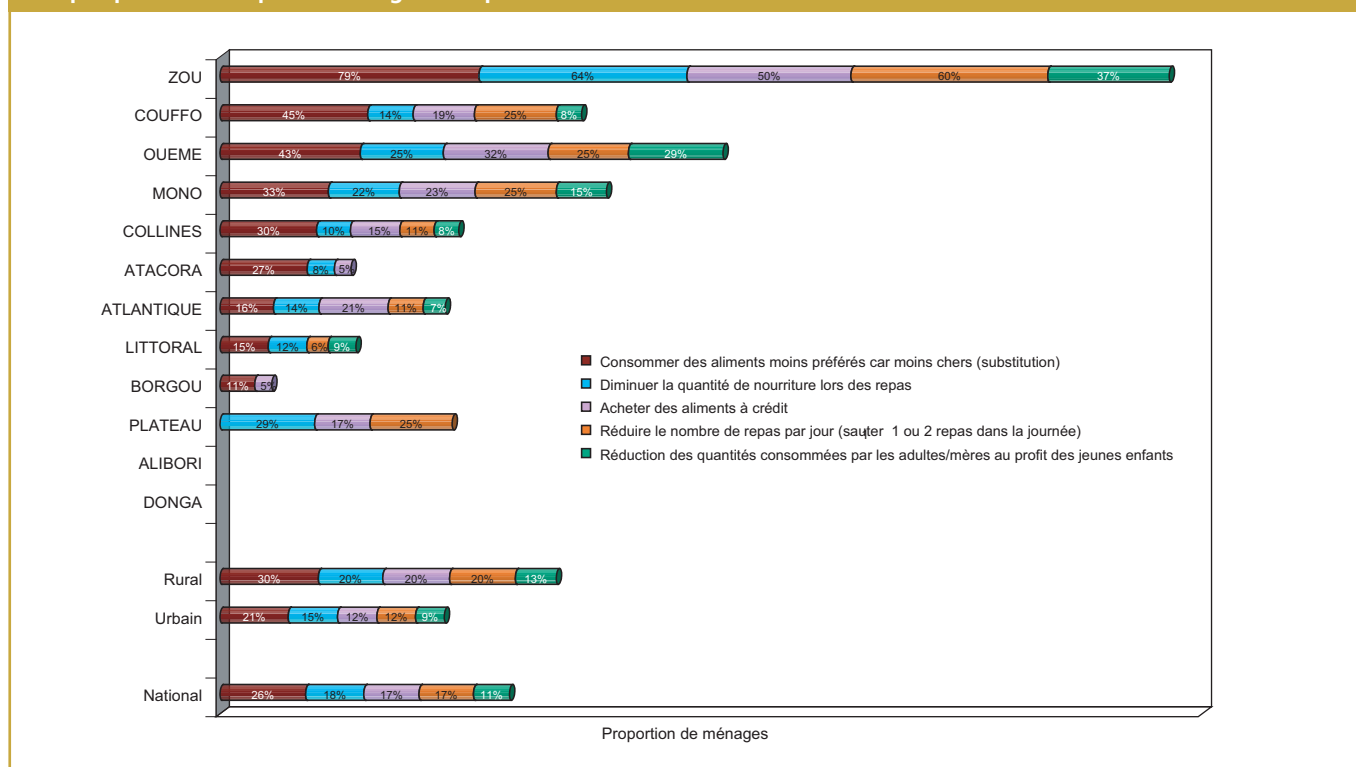 ZOU 79% 64% 50% 60% 37%
COUFFO 45% 14% 19% 25% 8%
OUEME 43% 25% 32% 25% 29%
MONO 33% 22% 23% 25% 15%
COLLINES 30% 10% 15% 11% 8%
ATACORA 27% 8% 5%
ATLANTIQUE 16% 14% 21% 11% 7%
LITTORAL 15% 12% 6% 9%
BORGOU 11% 5%
PLATEAU 29% 17% 25%
ALIBORI
DONGA
Rural 30% 20% 20% 20% 13%
Urbain 21% 15% 12% 12% 9%
National 26% 18% 17% 17% 11%
Consommer des aliments moins préférés car moins chers (substitution)
Diminuer la quantité de nourriture lors des repas
Acheter des aliments à crédit
Réduire le nombre de repas par jour (sauter 1 ou 2 repas dans la journée)
Réduction des quantités consommées par les adultes/mères au profit des jeunes enfants
Proportion de ménages